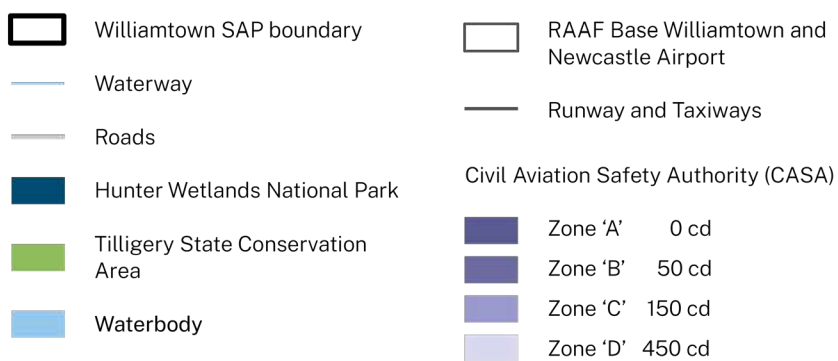 Williamtown SAP boundary
Waterway
Roads
Hunter Wetlands National Park
Tilligery State Conservation
Area
Waterbody
RAAF Base Williamtown and
Newcastle Airport
Runway and Taxiways
Civil Aviation Safety Authority (CASA)
Zone ‘A’ 0 cd
Zone ‘B’ 50 cd
Zone ‘C’ 150 cd
Zone ‘D’ 450 cd